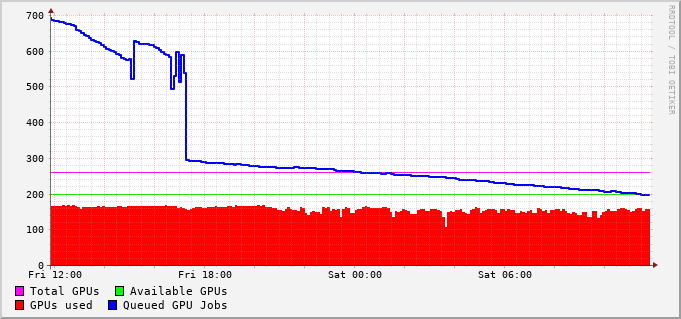 700
600
500
400
300
200
100
0
Fri 12:00 Fri 18:00 Sat 00:00 Sat 06:00
Total GPUs Available GPUs
GPUs used Queued GPU Jobs
RRDTOOL / TOBI OETIKER